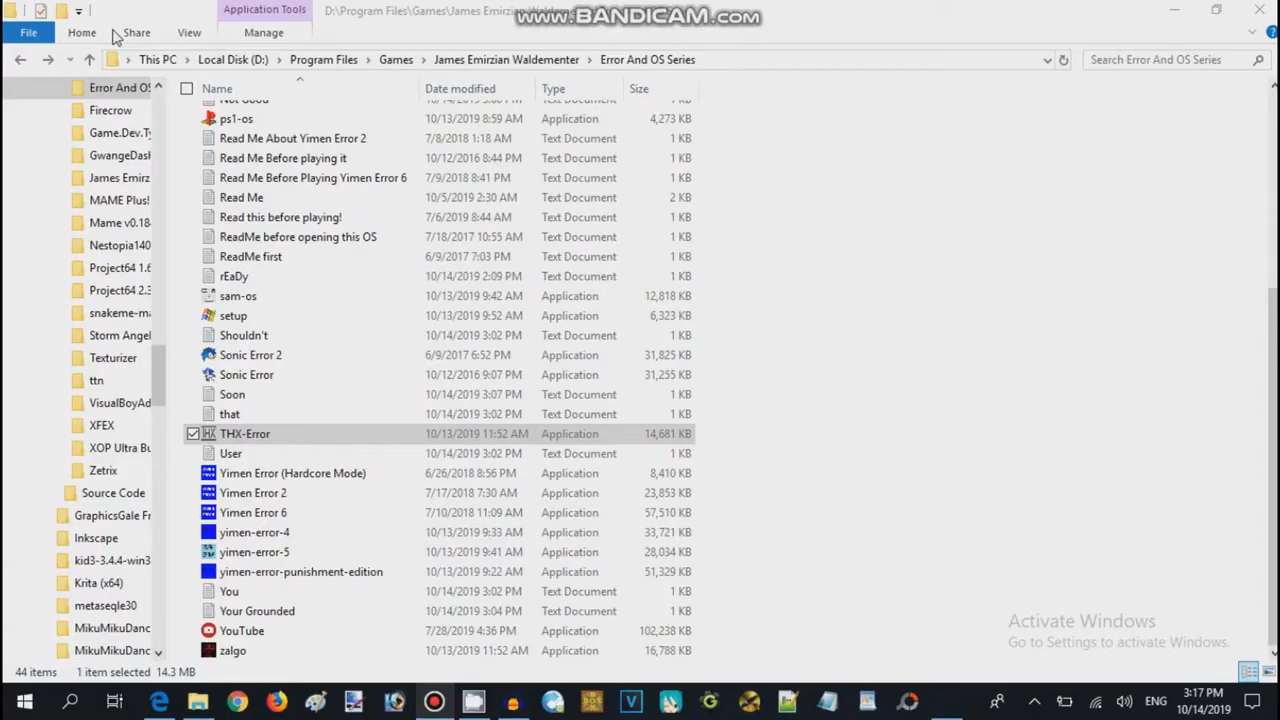 Application Tools
D:\Program Files\Games\James Emirzian Waldementer\Error And OS Series
www.BANDICAM.com
File Home Share View Manage
This PC Local Disk (D:) Program Files Games James Emirzian Waldementer Error And OS Series Search Error And OS Series
Name Date modified Type Size
Error And OS
Firecrow
Game.Dev.Ty
GwangeDash
James Emirz
MAME Plus!
Mame v0.18
Nestopia140
Project64 1.6
Project64 2.3
snakeme-ma
Storm Angel
Texturizer
ttn
VisualBoyAd
XFEX
XOP Ultra Bu
Zetrix
Source Code
GraphicsGale Fr
Inkscape
kid3-3.4.4-win3
Krita (x64)
metaseqle30
MikuMikuDanc
MikuMikuDanc
Not Good 10/14/2019 3:06 PM Text Document 1 KB
ps1-os 10/13/2019 8:59 AM Application 4,273 KB
Read Me About Yimen Error 2 7/8/2018 1:18 AM Text Document 1 KB
Read Me Before playing it 10/12/2016 8:44 PM Text Document 1 KB
Read Me Before Playing Yimen Error 6 7/9/2018 8:41 PM Text Document 1 KB
Read Me 10/5/2019 2:30 AM Text Document 2 KB
Read this before playing! 7/6/2019 8:44 AM Text Document 1 KB
ReadMe before opening this OS 7/18/2017 10:55 AM Text Document 1 KB
ReadMe first 6/9/2017 7:03 PM Text Document 1 KB
rEaDy 10/14/2019 2:09 PM Text Document 1 KB
sam-os 10/13/2019 9:42 AM Application 12,818 KB
setup 10/13/2019 9:52 AM Application 6,323 KB
Shouldn't 10/14/2019 3:02 PM Text Document 1 KB
Sonic Error 2 6/9/2017 6:52 PM Application 31,825 KB
Sonic Error 10/12/2016 9:07 PM Application 31,255 KB
Soon 10/14/2019 3:07 PM Text Document 1 KB
that 10/14/2019 3:02 PM Text Document 1 KB
THX-Error 10/13/2019 11:52 AM Application 14,681 KB
User 10/14/2019 3:02 PM Text Document 1 KB
Yimen Error (Hardcore Mode) 6/26/2018 8:56 PM Application 8,410 KB
Yimen Error 2 7/17/2018 7:30 AM Application 23,853 KB
Yimen Error 6 7/10/2018 11:09 AM Application 57,510 KB
yimen-error-4 10/13/2019 9:33 AM Application 33,721 KB
yimen-error-5 10/13/2019 9:41 AM Application 28,034 KB
yimen-error-punishment-edition 10/13/2019 9:22 AM Application 51,329 KB
You 10/14/2019 3:02 PM Text Document 1 KB
Your Grounded 10/14/2019 3:04 PM Text Document 1 KB
YouTube 7/28/2018 4:36 PM Application 102,238 KB
zalgo 10/13/2019 11:52 AM Application 16,788 KB
Activate Windows
Go to Settings to activate Windows.
44 items 1 item selected 14.3 MB
ENG
3:17 PM
10/14/2019